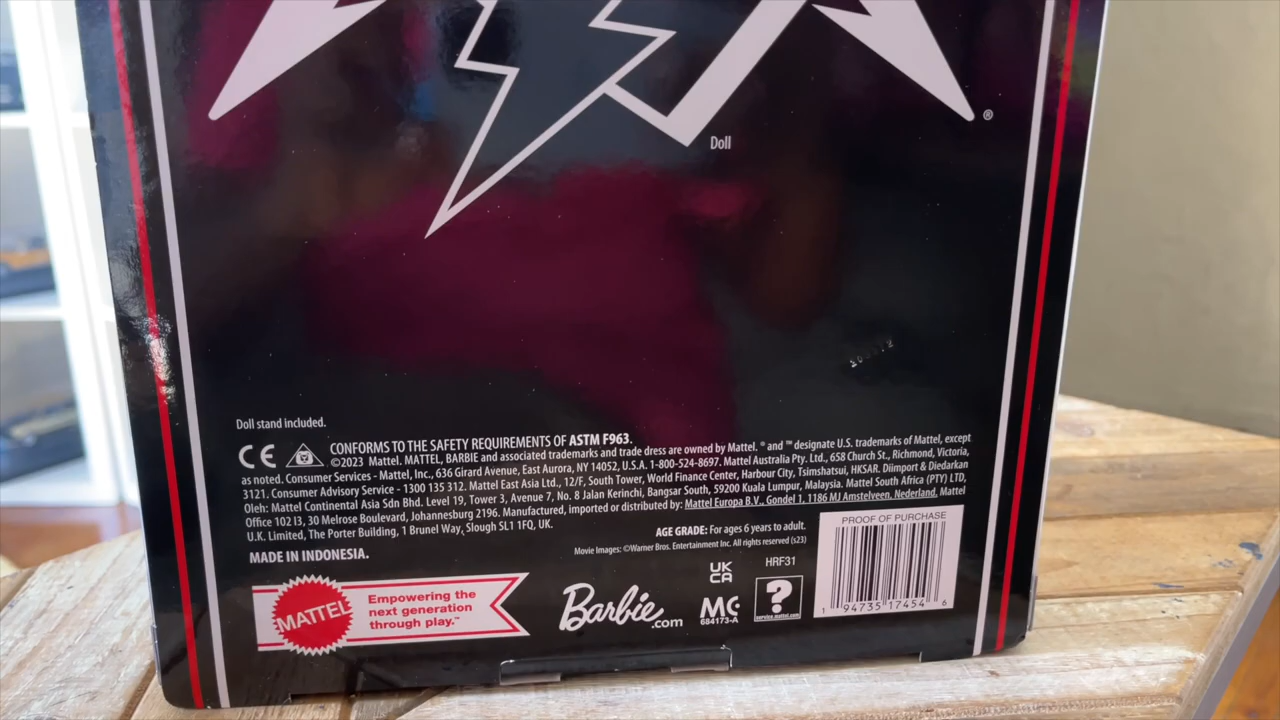 ®
Doll
Doll stand included.
CE CONFORMS TO THE SAFETY REQUIREMENTS OF ASTM F963.
©2023 Mattel. MATTEL, BARBIE and associated trademarks and trade dress are owned by Mattel. ® and ™ designate U.S. trademarks of Mattel, except
as noted. Consumer Services - Mattel, Inc., 636 Girard Avenue, East Aurora, NY 14052, U.S.A. 1-800-524-8697. Mattel Australia Pty. Ltd., 658 Church St., Richmond, Victoria,
3121. Consumer Advisory Service - 1300 135 312. Mattel East Asia Ltd., 12/F, South Tower, World Finance Center, Harbour City, Tsimshatsui, HKSAR. Diimport & Diedarkan
Oleh: Mattel Continental Asia Sdn Bhd. Level 19, Tower 3, Avenue 7, No. 8 Jalan Kerinchi, Bangsar South, 59200 Kuala Lumpur, Malaysia. Mattel South Africa (PTY) LTD,
Office 102 I3, 30 Melrose Boulevard, Johannesburg 2196. Manufactured, imported or distributed by: Mattel Europa B.V., Gondel 1, 1186 MJ Amstelveen, Nederland. Mattel
U.K. Limited, The Porter Building, 1 Brunel Way, Slough SL1 1FQ, UK.
MADE IN INDONESIA.
AGE GRADE: For ages 6 years to adult.
Movie Images: ©Warner Bros. Entertainment Inc. All rights reserved (s23)
HRF31
MATTEL
Empowering the
next generation
through play.™
Barbie.com
UK
CA
MC
684173-A
?
service.mattel.com
PROOF OF PURCHASE
1 94735 17454 6